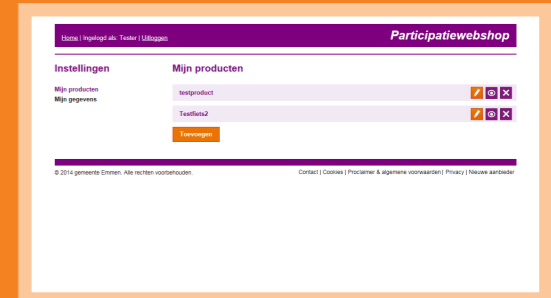 Home | Ingelogd als: Tester | Uitloggen
Participatiewebshop
Instellingen
Mijn producten
Mijn gegevens
Mijn producten
testproduct
Testfiets2
Toevoegen
© 2014 gemeente Emmen. Alle rechten voorbehouden.
Contact | Cookies | Proclaimer & algemene voorwaarden | Privacy | Nieuwe aanbieder